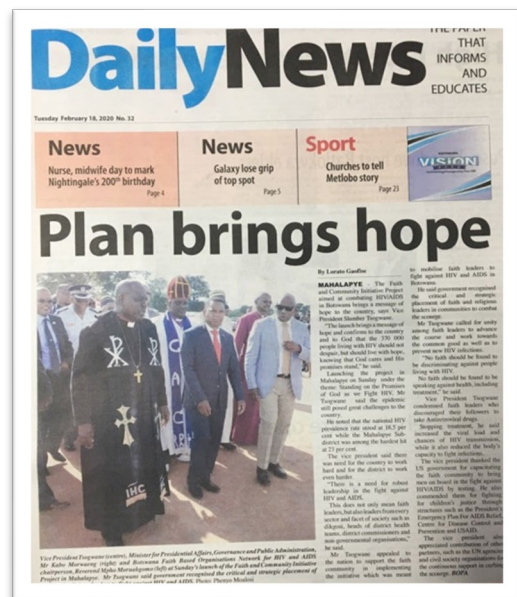 DailyNews
THE PAPER
THAT
INFORMS
AND
EDUCATES
Tuesday February 18, 2020 No. 32
News
Nurse, midwife day to mark
Nightingale's 200th birthday
Page 4
News
Galaxy lose grip
of top spot
Page 5
Sport
Churches to tell
Metlobo story
Page 23
VISION
Plan brings hope
IHC
By Lorato Gaofise
MAHALAPYE - The Faith
and Community Initiative Project
aimed at combating HIV/AIDS
in Botswana brings a message of
hope to the country, says Vice
President Slumber Tsogwane.
"The launch brings a message of
hope and confirms to the country
and to God that the 370 000
people living with HIV should not
despair, but should live with hope,
knowing that God cares and His
promises stand," he said.
Launching the project in
Mahalapye on Sunday under the
theme: Standing on the Promises
of God as we Fight HIV, Mr
Tsogwane said the epidemic
still posed great challenges to the
country.
He noted that the national HIV
prevalence rate stood at
per
cent while the Mahalapye Sub-
district was among the hardest hit
at 23 per cent.
The vice president said there
was need for the country to work
hard and for the district to work
even harder.
"There is a need for robust
leadership in the fight against
HIV and AIDS.
This does not only mean faith
leaders, but also leaders from every
sector and facet of society such as
dikgosi, heads of district health
teams, district commissioners and
non-governmental organisations,"
he said.
Mr Tsogwane appealed to
the nation to support the faith
community in implementing
the initiative which was meant
to mobilise faith leaders to
fight against HIV and AIDS in
Botswana.
He said government recognised
the critical and strategic
placement of faith and religious
leaders in communities to combat
the scourge.
Mr Tsogwane called for unity
among faith leaders to advance
the course and work towards
the common good as well as to
prevent new HIV infections.
"No faith should be found to
be discriminating against people
living with HIV.
No faith should be found to be
speaking against health, including
treatment," he said.
Vice President Tsogwane
condemned faith leaders who
discouraged their followers to
take Antiretroviral drugs.
Stopping treatment, he said
increased the viral load and
chances of HIV transmission,
while it also reduced the body's
capacity to fight infections.
The vice president thanked the
US government for capacitating
the faith community to being
men on board in the fight against
HIV/AIDS by testing. He also
commended them for fighting
for children's justice through
structures such as the President's
Emergency Plan For AIDS Relief,
Centre for Disease Control and
Prevention and USAID.
The vice president also
appreciated contribution of other
partners, such as the UN agencies
and civil society organisations for
the continuous support in curbing
the scourge. BOPA
Vice President Tsogwane (centre), Minister for Presidential Affairs, Governance and Public Administration,
Mr Kabo Morwaeng (right) and Botswana Faith Based Organisations Network for HIV and AIDS
chairperson, Reverend Mpho Moruakgomo (left) at Sunday's launch of the Faith and Community Initiative
Project in Mahalapye. Mr Tsogwane said government recognised the critical and strategic placement of
against HIV and AIDS. Photo: Phenyo Moalosi